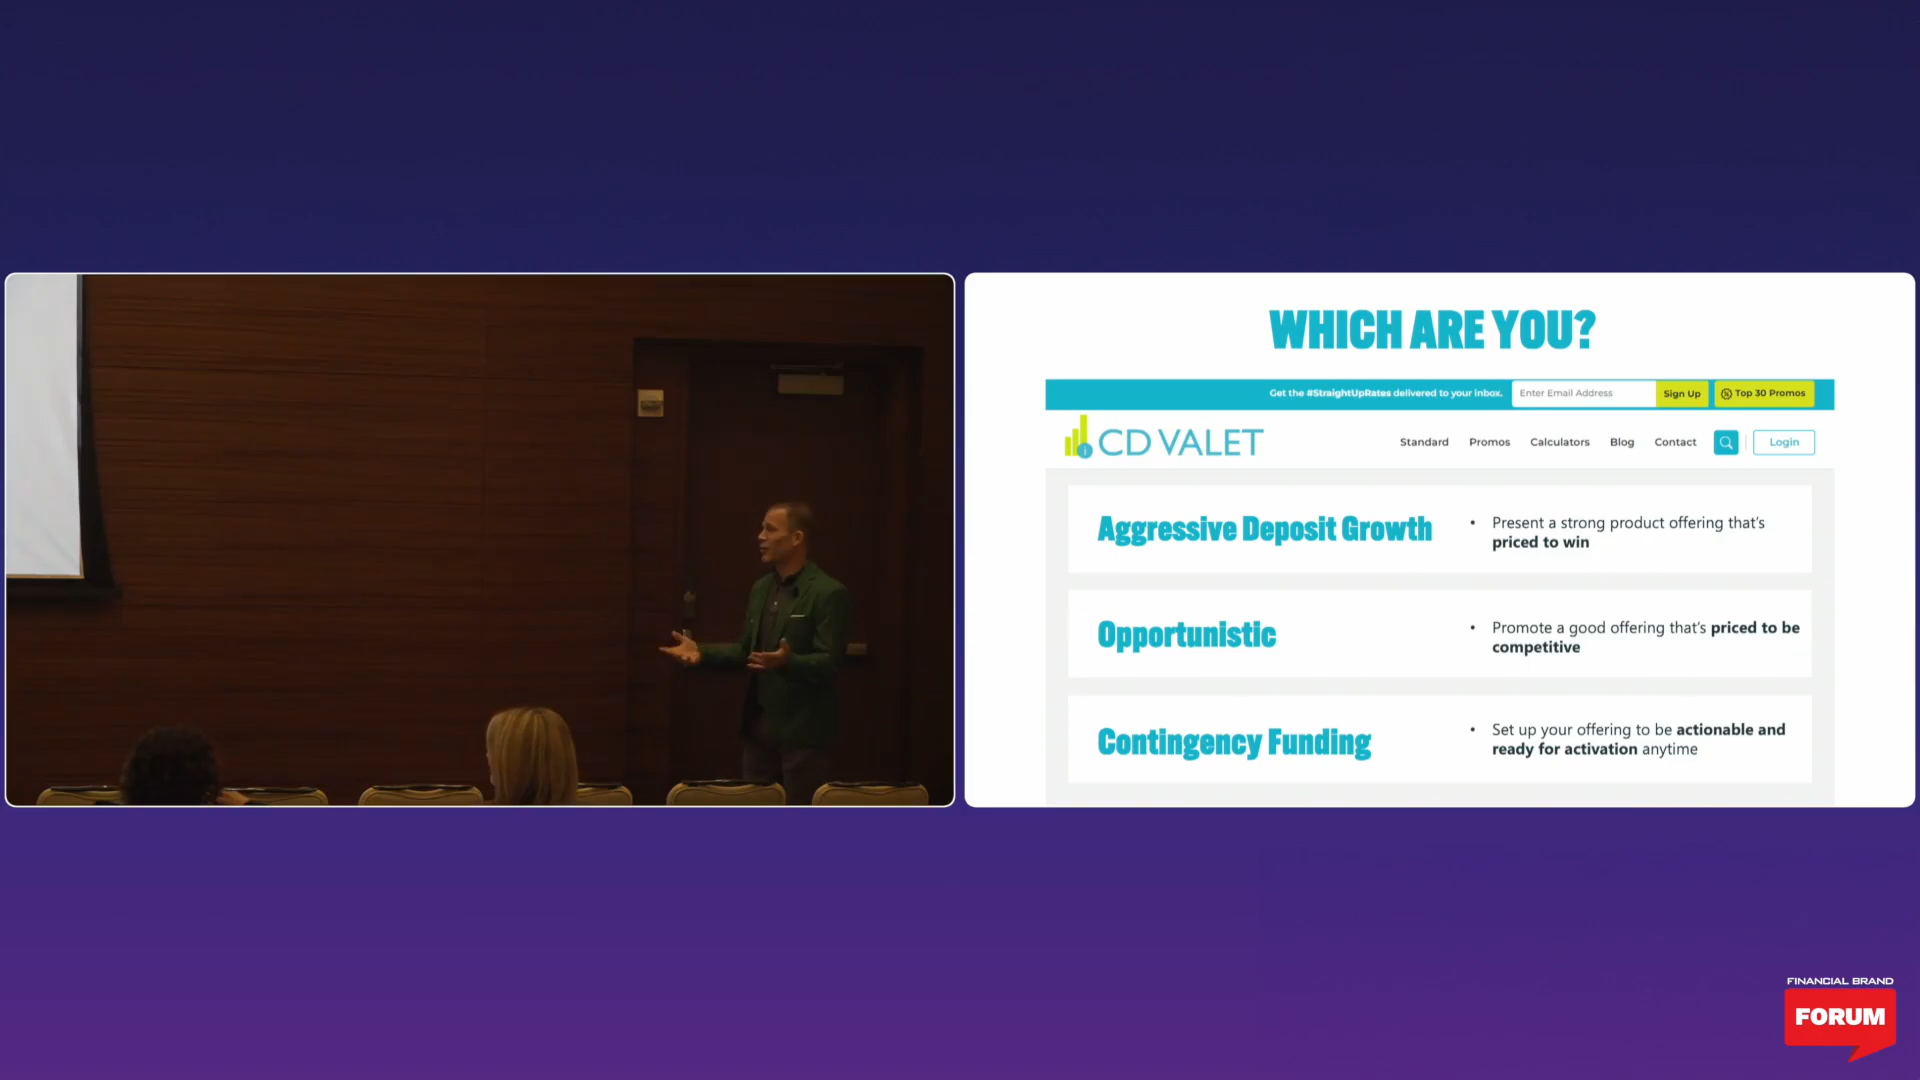 WHICH ARE YOU?
Get the #StraightUpRates delivered to your inbox.
Enter Email Address
Sign Up
Top 30 Promos
CD VALET
Standard
Promos
Calculators
Blog
Contact
Login
Aggressive Deposit Growth
• Present a strong product offering that's
priced to win
Opportunistic
• Promote a good offering that's priced to be
competitive
Contingency Funding
• Set up your offering to be actionable and
ready for activation anytime
FINANCIAL BRAND
FORUM